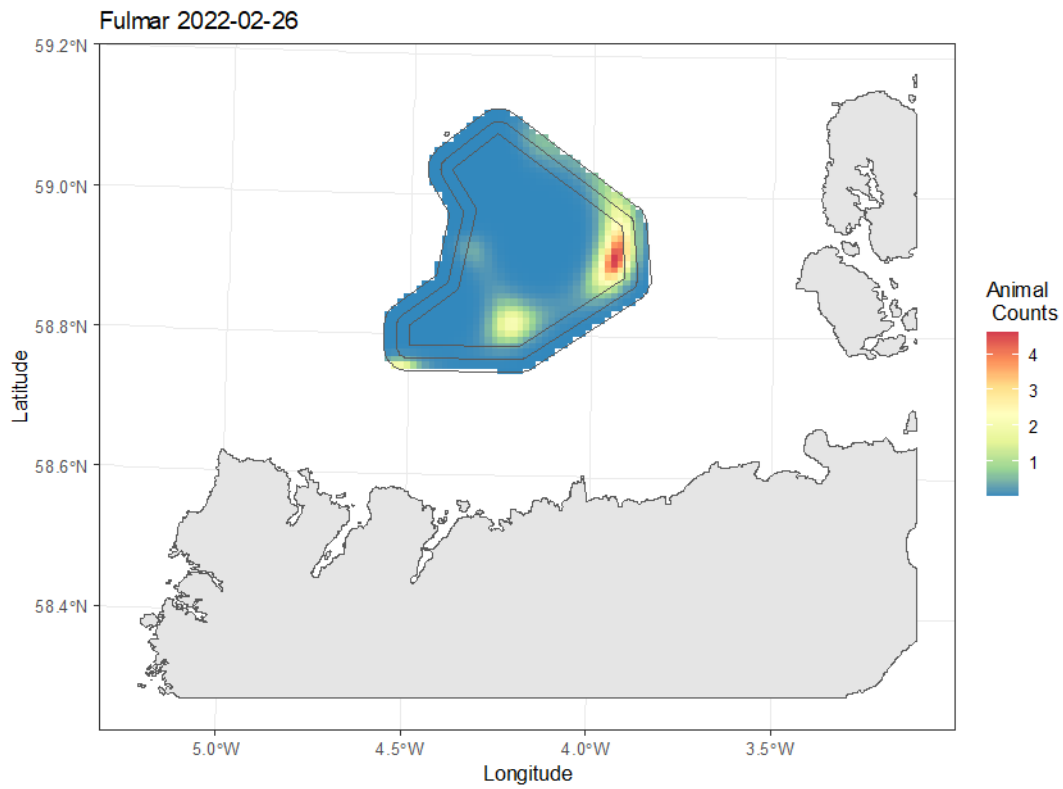 Fulmar 2022-02-26
59.2°N
59.0°N
58.8°N
58.6°N
58.4°N
Latitude
5.0°W
4.5°W
4.0°W
3.5°W
Longitude
Animal
Counts
4
3
2
1